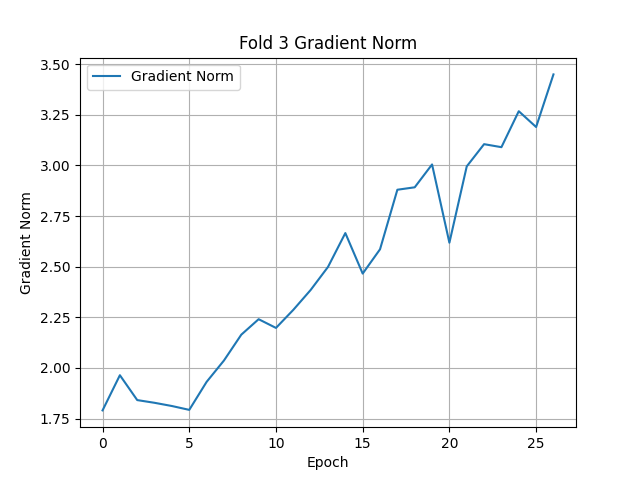 Fold 3 Gradient Norm
Gradient Norm
3.50
3.25
3.00
2.75
2.50
2.25
2.00
1.75
Gradient Norm
0 5 10 15 20 25
Epoch